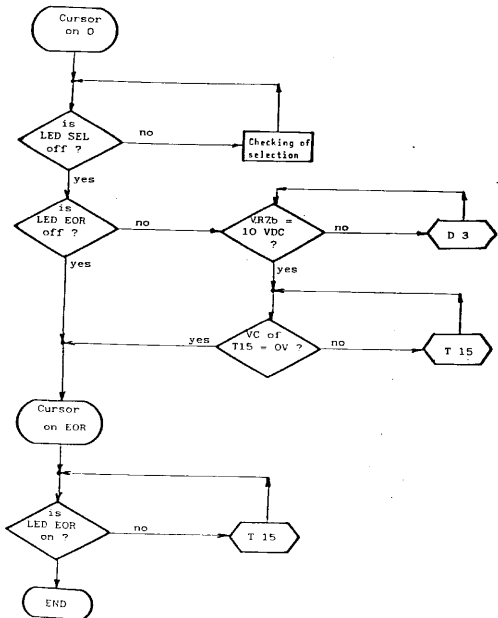 Cursor
on O
is
LED SEL
off ?
no
Checking of
selection
yes
is
LED EOR
off ?
no
VR7b =
10 VDC
?
no
D 3
yes
yes
VC of
T15 = OV ?
yes
no
T 15
Cursor
on EOR
is
LED EOR
on ?
no
T 15
END